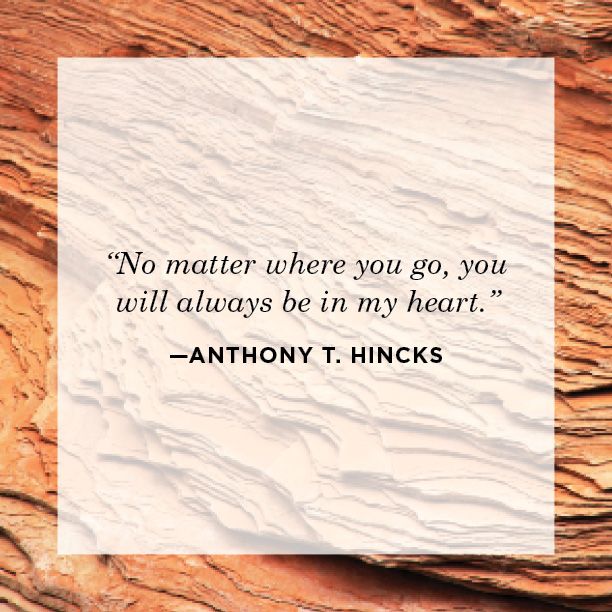 “No matter where you go, you
will always be in my heart.”
—ANTHONY T. HINCKS